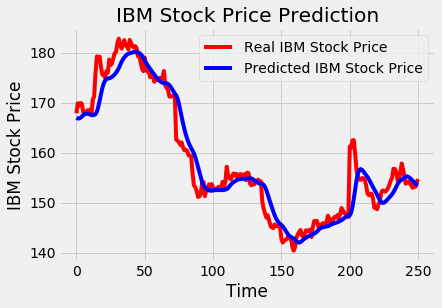 IBM Stock Price Prediction
Real IBM Stock Price
Predicted IBM Stock Price
IBM Stock Price
180
170
160
150
140
0 50 100 150 200 250
Time